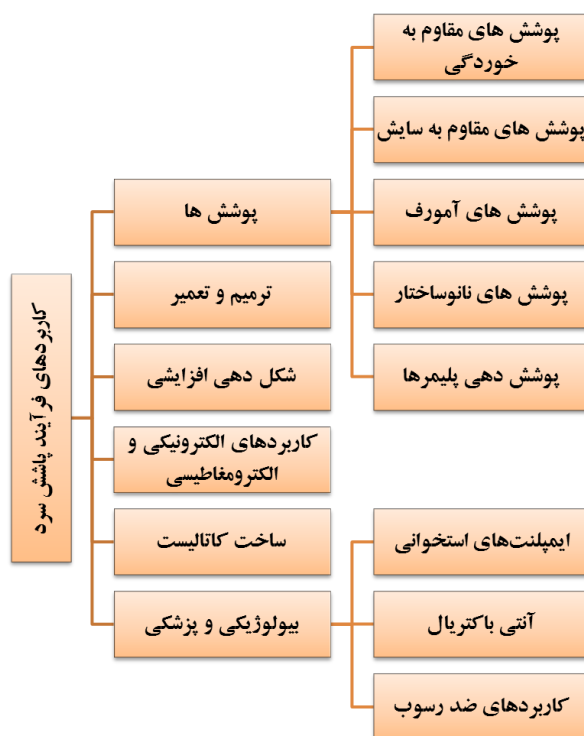 کاربردهای فرآیند پاشش سرد
پوشش ها
پوشش های مقاوم به
خوردگی
پوشش های مقاوم به سایش
پوشش های آمورف
پوشش های نانوساختار
پوشش دهی پلیمرها
ترمیم و تعمیر
شکل دهی افزایشی
کاربردهای الکترونیکی و
الکترومغاطیسی
ساخت کاتالیست
بیولوژیکی و پزشکی
ایمپلنت‌های استخوانی
آنتی باکتریال
کاربردهای ضد رسوب